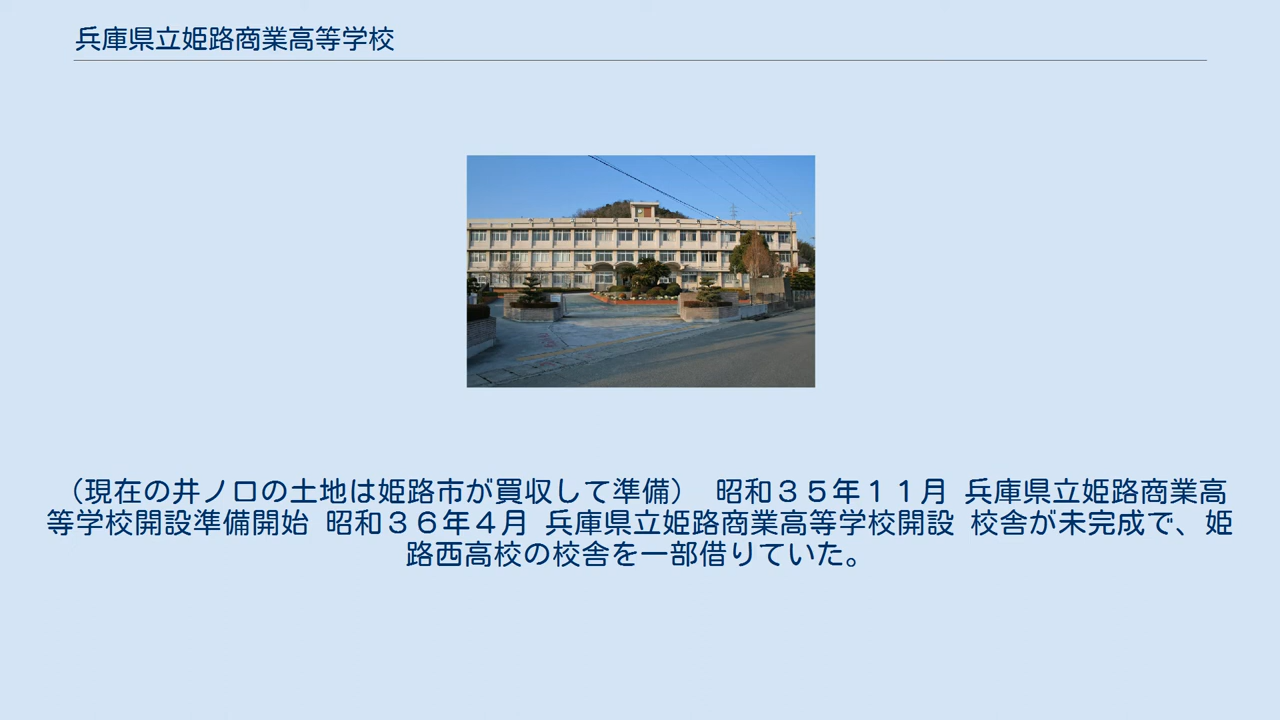 兵庫県立姫路商業高等学校
（現在の井ノ口の土地は姫路市が買収して準備） 昭和３５年１１月 兵庫県立姫路商業高
等学校開設準備開始 昭和３６年４月 兵庫県立姫路商業高等学校開設 校舎が未完成で、姫
路西高校の校舎を一部借りていた。